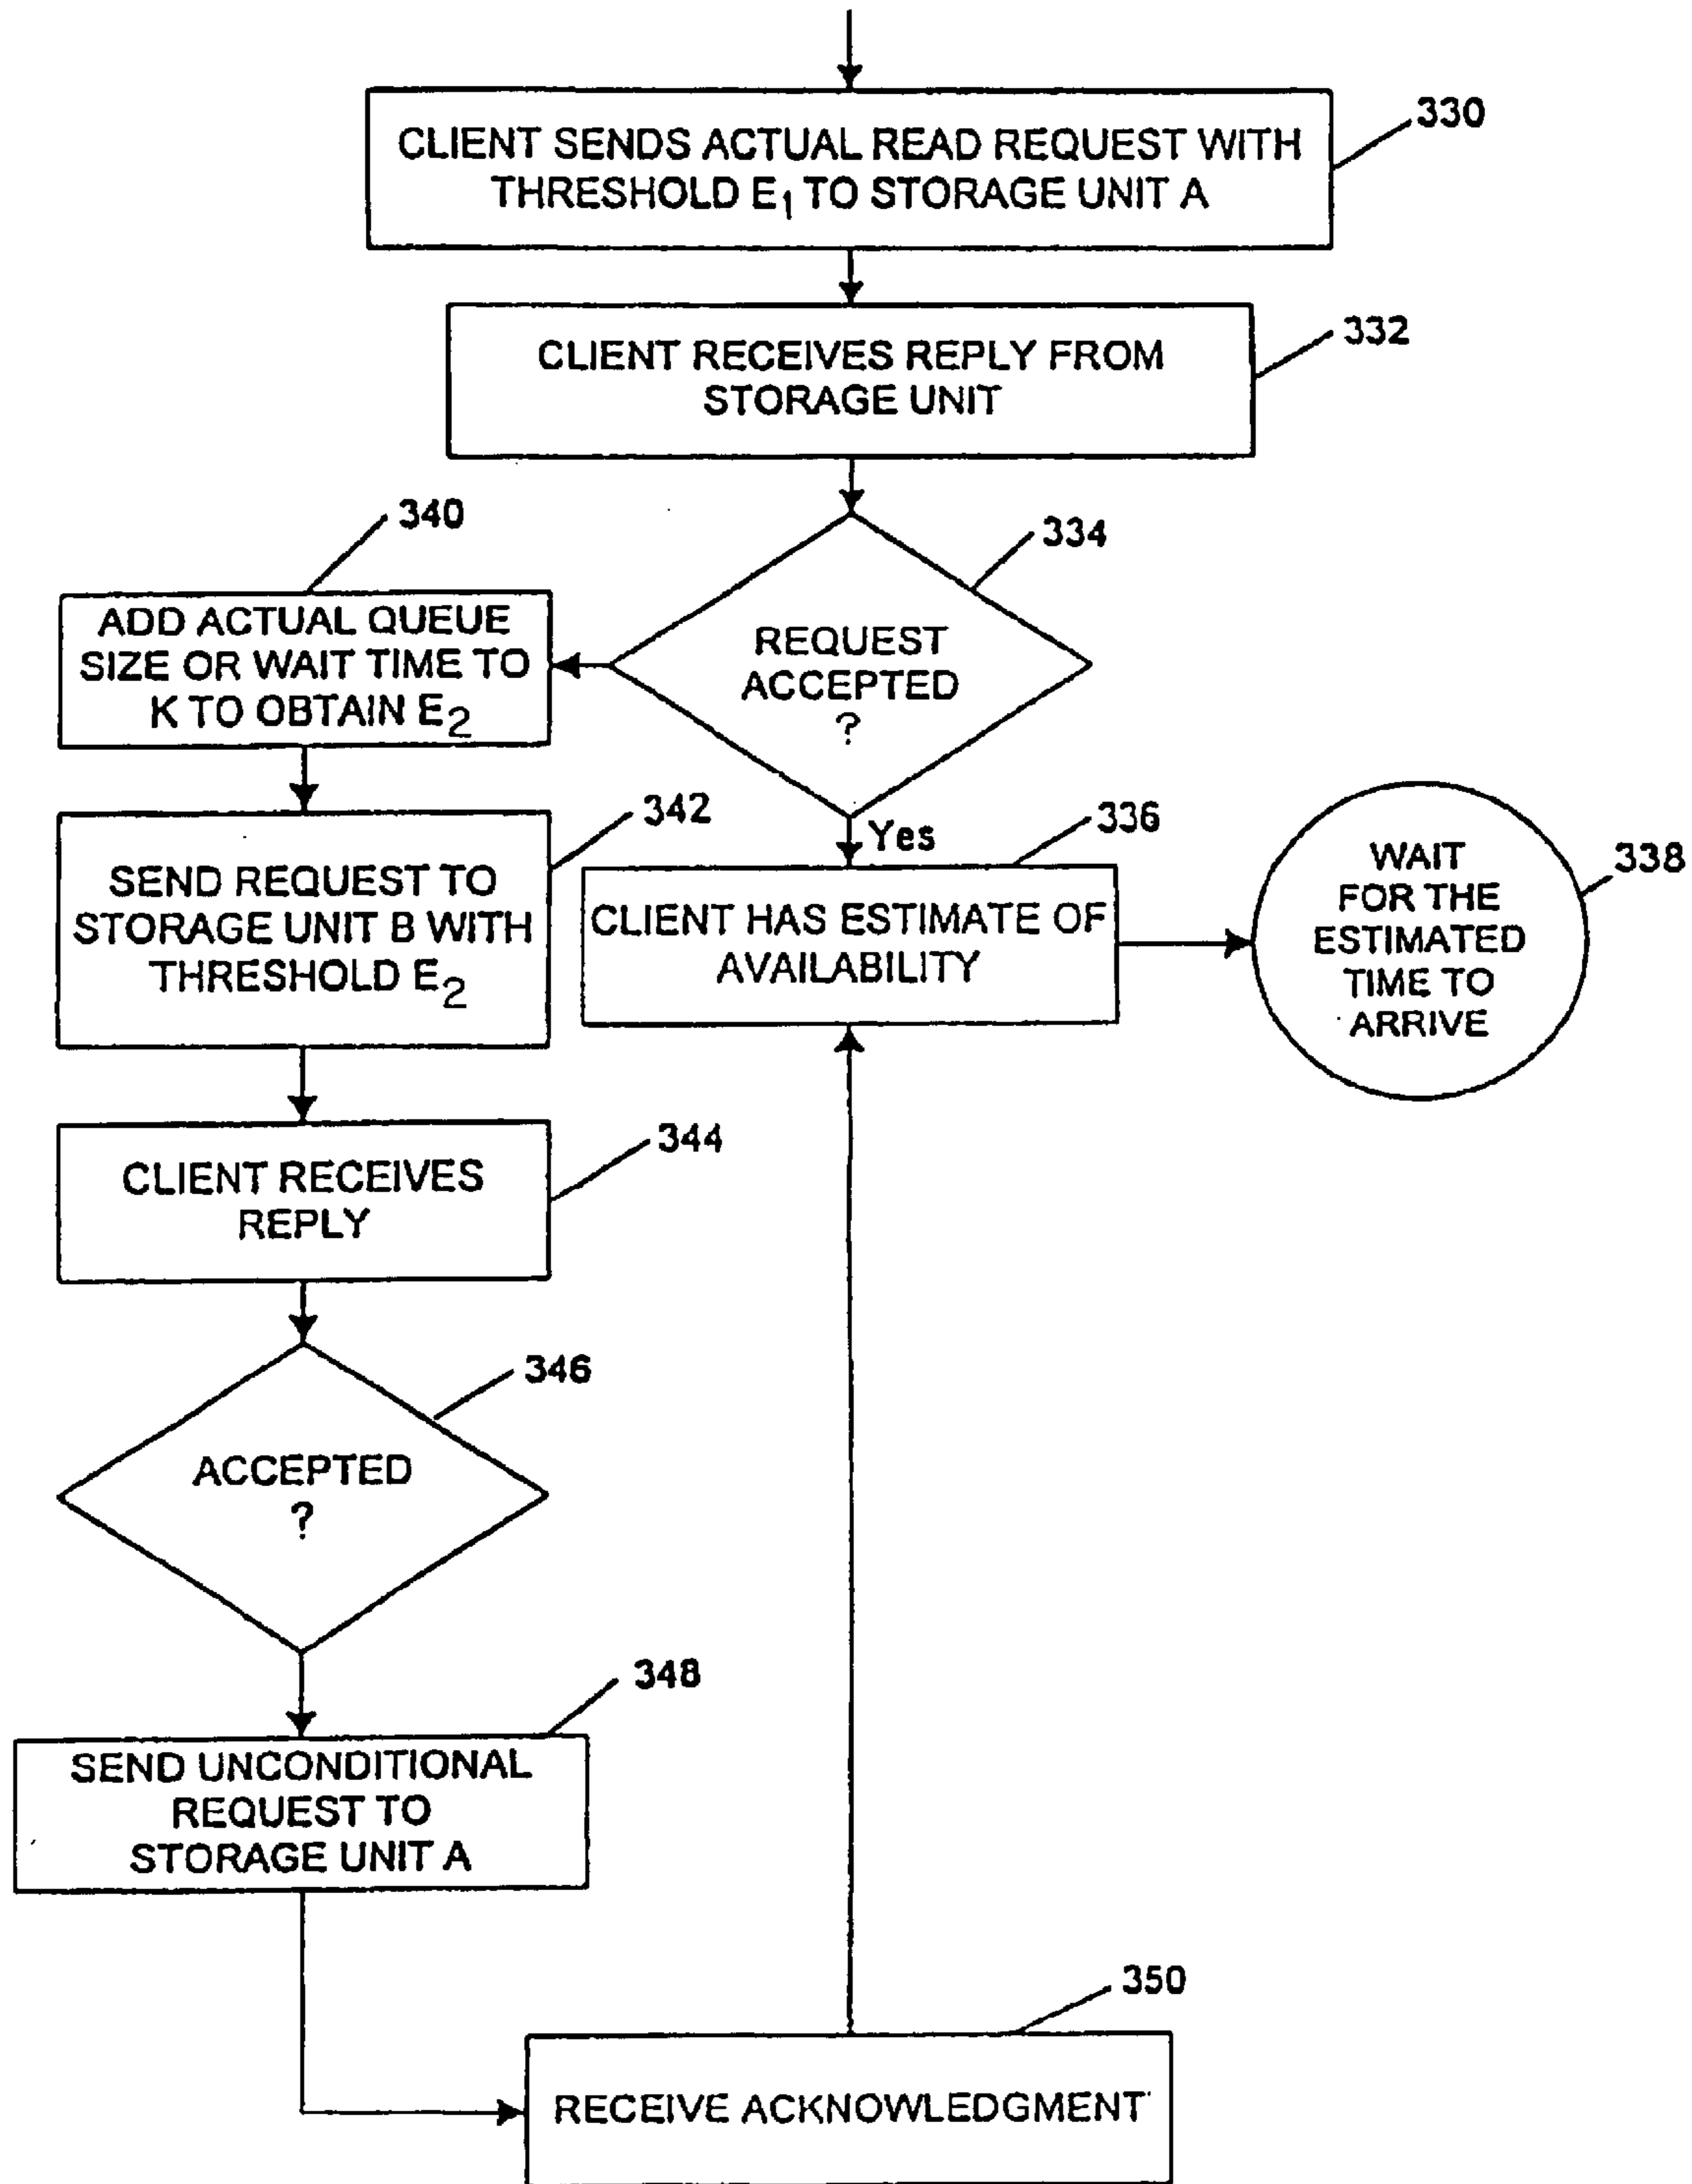 CLIENT SENDS ACTUAL READ REQUEST WITH
THRESHOLD E1 TO STORAGE UNIT A
330
CLIENT RECEIVES REPLY FROM
STORAGE UNIT
332
334
REQUEST
ACCEPTED
?
340
ADD ACTUAL QUEUE
SIZE OR WAIT TIME TO
K TO OBTAIN E2
342
SEND REQUEST TO
STORAGE UNIT B WITH
THRESHOLD E2
Yes
336
CLIENT HAS ESTIMATE OF
AVAILABILITY
338
WAIT
FOR THE
ESTIMATED
TIME TO
ARRIVE
344
CLIENT RECEIVES
REPLY
346
ACCEPTED
?
348
SEND UNCONDITIONAL
REQUEST TO
STORAGE UNIT A
350
RECEIVE ACKNOWLEDGMENT